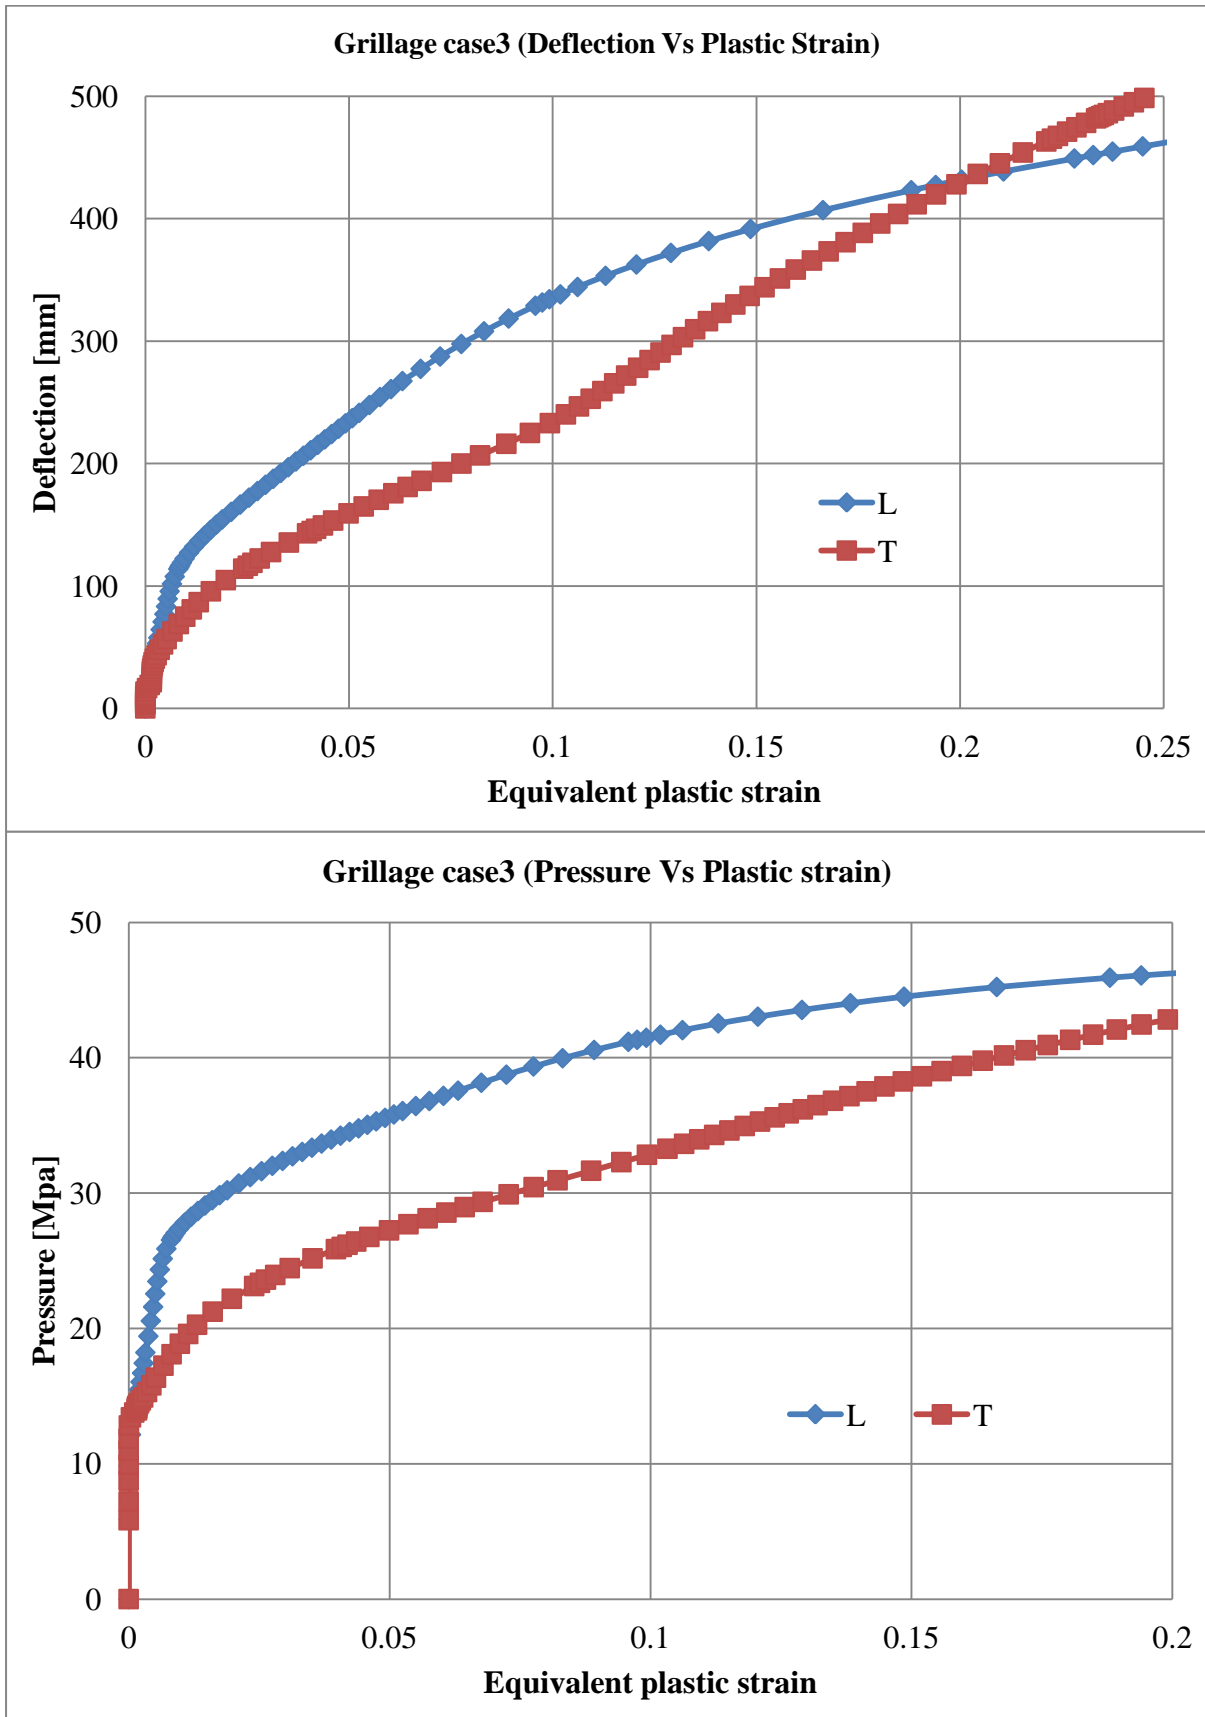 Grillage case3 (Deflection Vs Plastic Strain)
500
400
300
200
100
0
Deflection [mm]
L
T
0 0.05 0.1 0.15 0.2 0.25
Equivalent plastic strain
Grillage case3 (Pressure Vs Plastic strain)
50
40
30
20
10
0
Pressure [Mpa]
L T
0 0.05 0.1 0.15 0.2
Equivalent plastic strain